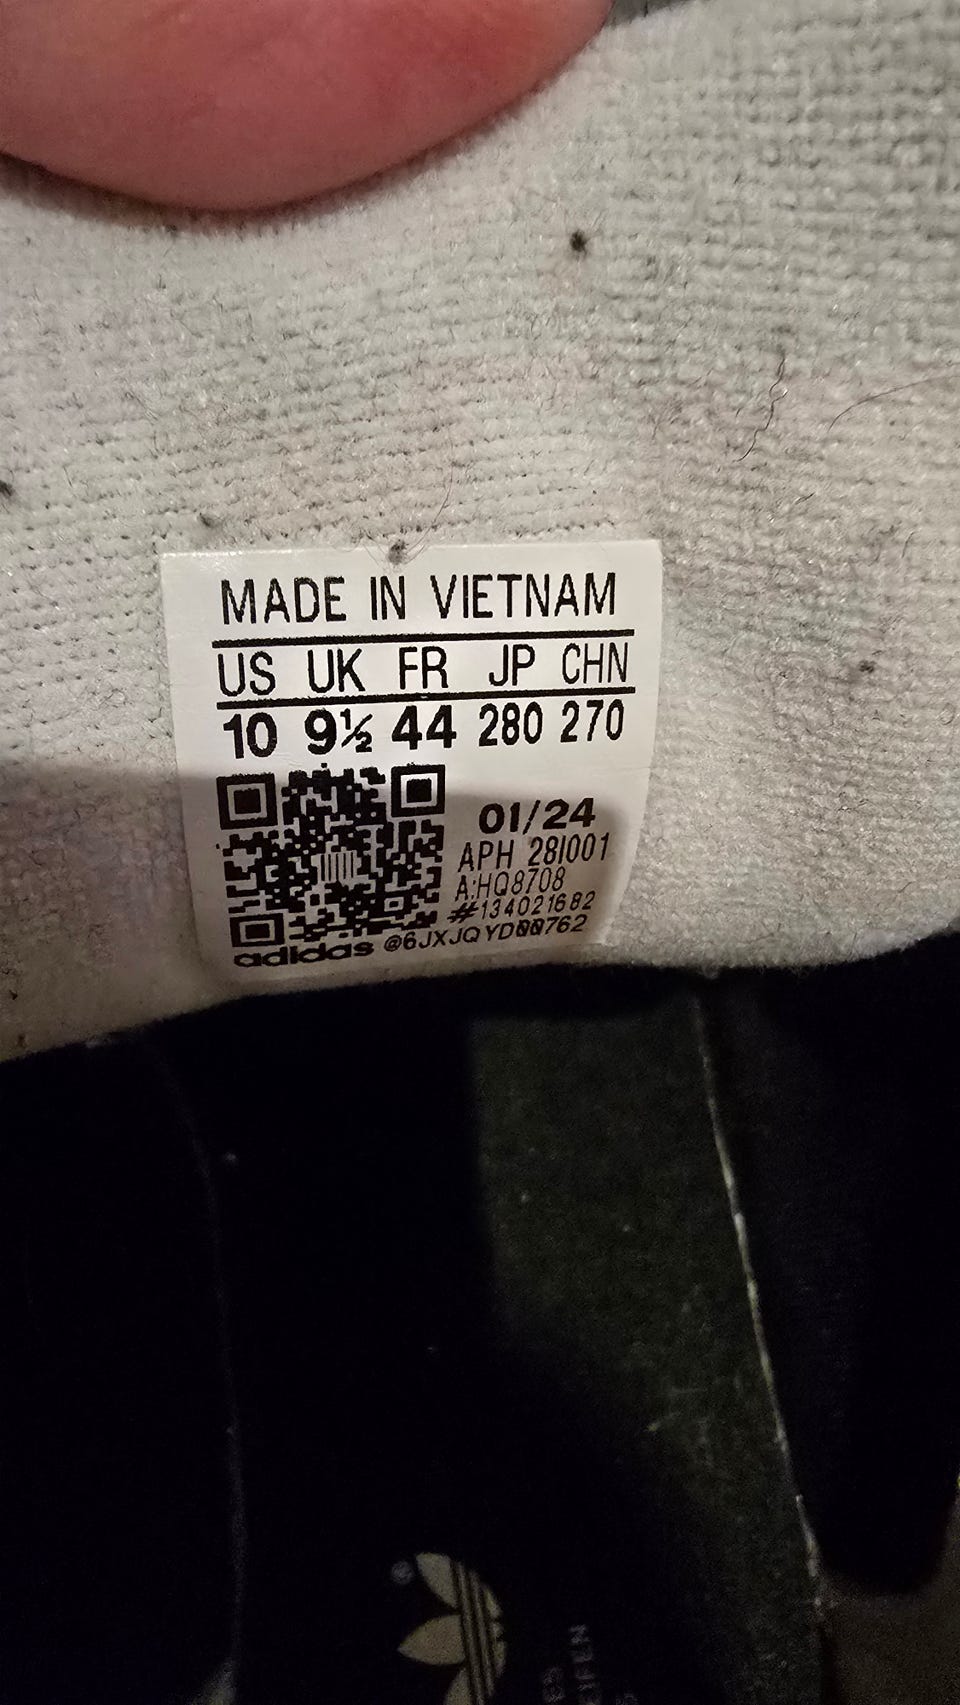 MADE IN VIETNAM
US UK FR JP CHN
10 9½ 44 280 270
01/24
APH 28I001
A:HQ8708
#134021682
adidas @6JXJQYD00762
®